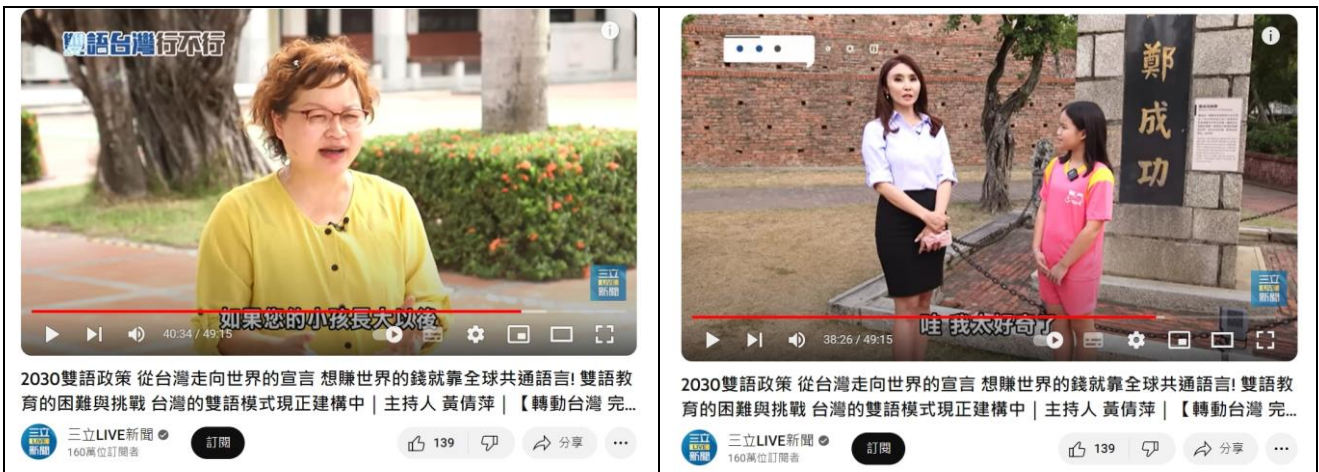 雙語台灣行不行
三立
LIVE
新聞
如果您的小孩長大以後
40:34 / 49:15
2030雙語政策 從台灣走向世界的宣言 想賺世界的錢就靠全球共通語言! 雙語教
育的困難與挑戰 台灣的雙語模式現正建構中｜主持人 黃倩萍｜【轉動台灣 完...
三立LIVE新聞
160萬位訂閱者
訂閱
139
分享
鄭成功
三立
LIVE
新聞
哇 我太好奇了
38:26 / 49:15
2030雙語政策 從台灣走向世界的宣言 想賺世界的錢就靠全球共通語言! 雙語教
育的困難與挑戰 台灣的雙語模式現正建構中｜主持人 黃倩萍｜【轉動台灣 完...
三立LIVE新聞
160萬位訂閱者
訂閱
139
分享